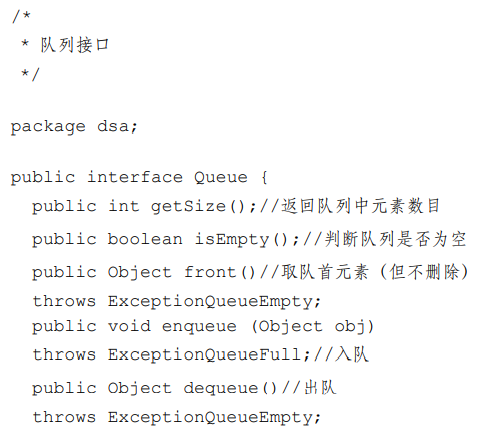 /*
 * 队列接口
 */
package dsa;
public interface Queue {
  public int getSize();//返回队列中元素数目
  public boolean isEmpty();//判断队列是否为空
  public Object front()//取队首元素（但不删除）
  throws ExceptionQueueEmpty;
  public void enqueue (Object obj)
  throws ExceptionQueueFull;//入队
  public Object dequeue()//出队
  throws ExceptionQueueEmpty;